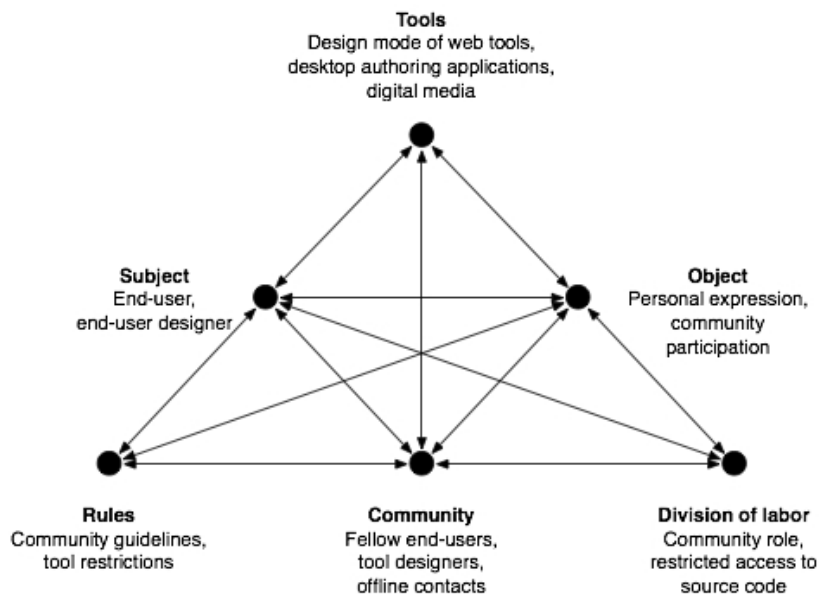 Tools
Design mode of web tools,
desktop authoring applications,
digital media
Subject
End-user,
end-user designer
Object
Personal expression,
community
participation
Rules
Community guidelines,
tool restrictions
Community
Fellow end-users,
tool designers,
offline contacts
Division of labor
Community role,
restricted access to
source code